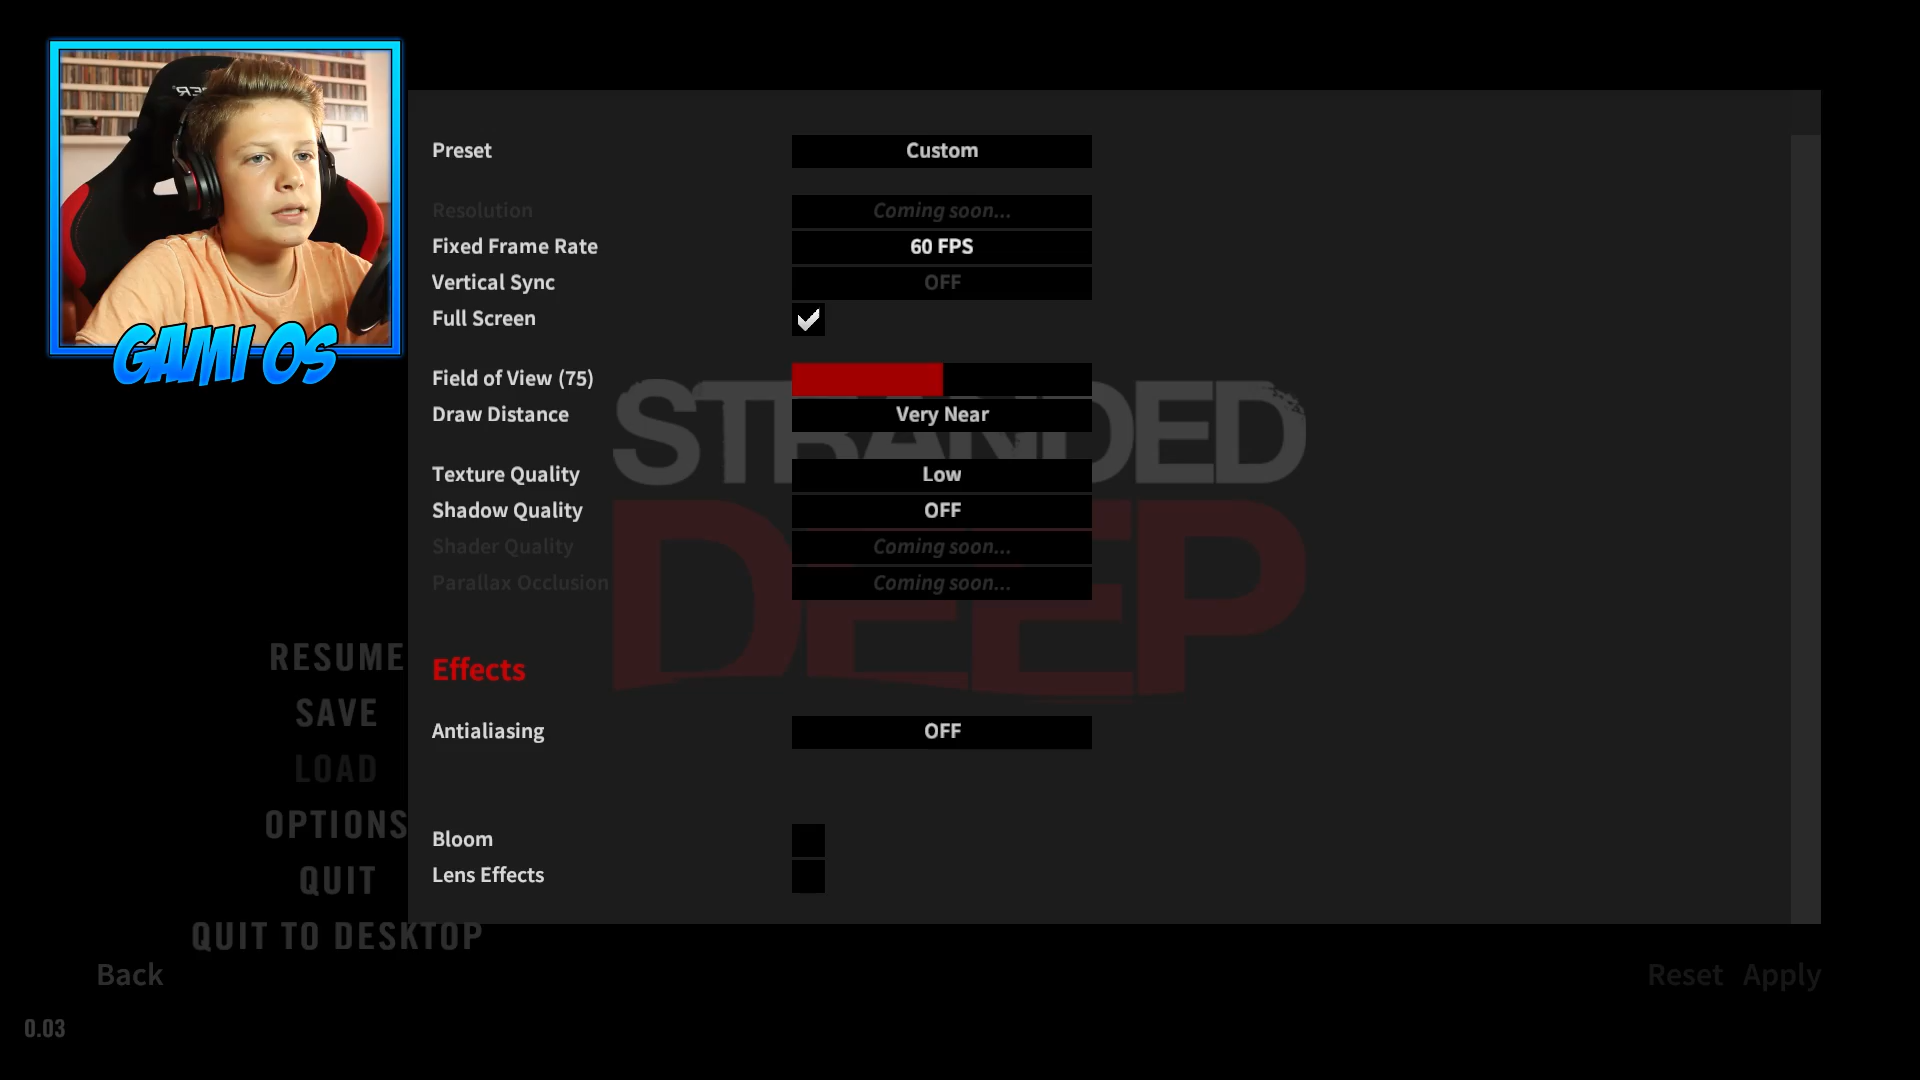 GAMI OS
Preset Custom
Resolution Coming soon...
Fixed Frame Rate 60 FPS
Vertical Sync OFF
Full Screen
Field of View (75)
Draw Distance Very Near
STRANDED
Texture Quality Low
Shadow Quality OFF
DEEP
Shader Quality Coming soon...
Parallax Occlusion Coming soon...
Effects
Antialiasing OFF
Bloom
Lens Effects
RESUME
SAVE
LOAD
OPTIONS
QUIT
QUIT TO DESKTOP
Back
Reset Apply
0.03